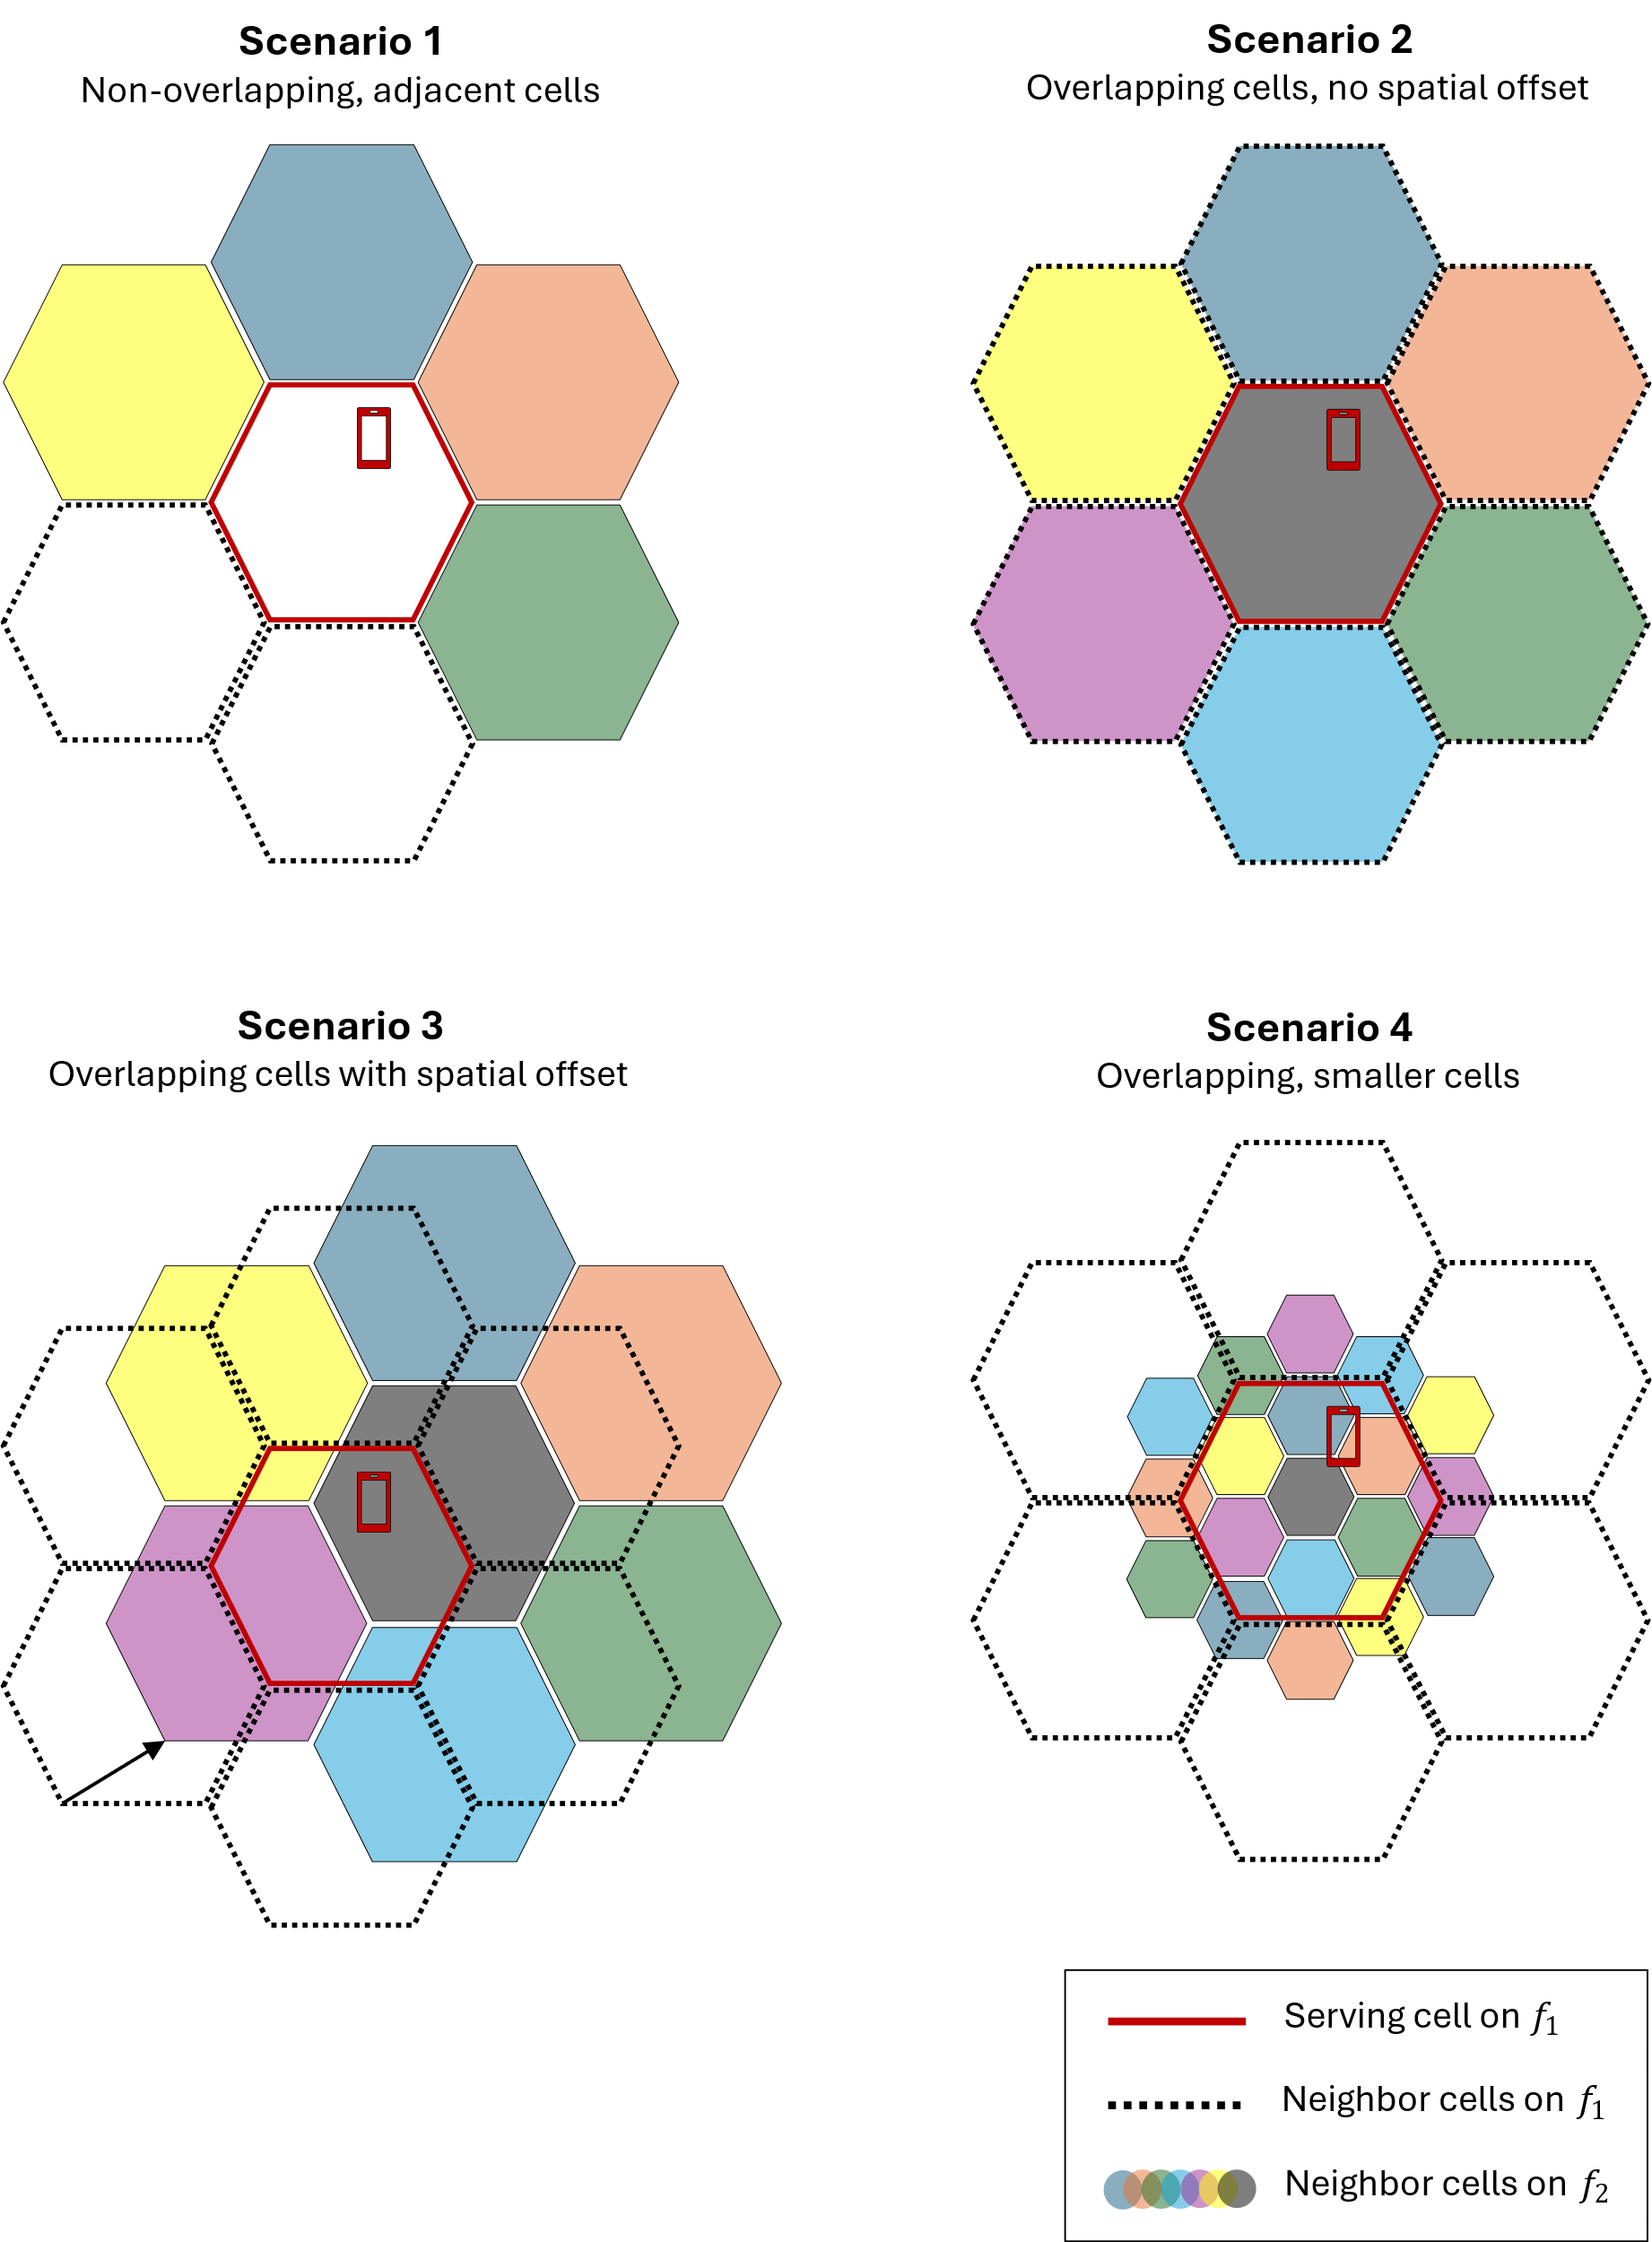 Scenario 1
Non-overlapping, adjacent cells
Scenario 2
Overlapping cells, no spatial offset
Scenario 3
Overlapping cells with spatial offset
Scenario 4
Overlapping, smaller cells
Serving cell on f₁
Neighbor cells on f₁
Neighbor cells on f₂